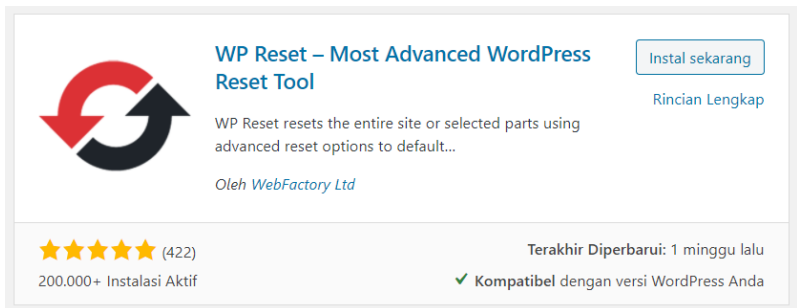 WP Reset – Most Advanced WordPress
Reset Tool
Instal sekarang
Rincian Lengkap
WP Reset resets the entire site or selected parts using
advanced reset options to default...
Oleh WebFactory Ltd
(422)
Terakhir Diperbarui: 1 minggu lalu
200.000+ Instalasi Aktif
Kompatibel dengan versi WordPress Anda